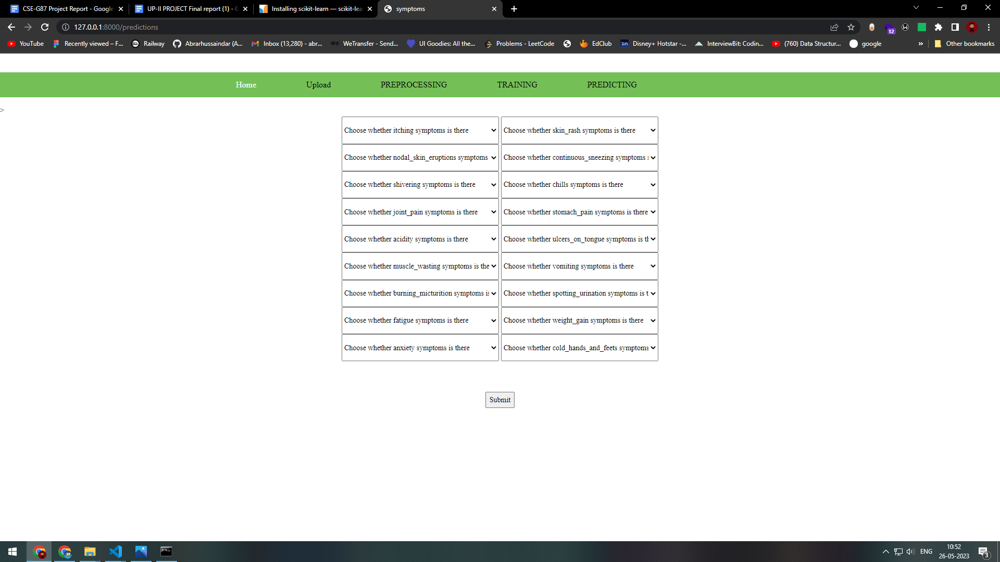 CSE-G87 Project Report - Google
UP-II PROJECT Final report (1) - G
Installing scikit-learn — scikit-lea
symptoms
127.0.0.1:8000/predictions
12
YouTube
Recently viewed – F...
Railway
Abrarhussaindar (A...
Inbox (13,280) - abr...
WeTransfer - Send...
UI Goodies: All the...
Problems - LeetCode
EdClub
Disney+ Hotstar -...
InterviewBit: Codin...
(760) Data Structur...
google
»
Other bookmarks
Home
Upload
PREPROCESSING
TRAINING
PREDICTING
>
Choose whether itching symptoms is there
Choose whether skin_rash symptoms is there
Choose whether nodal_skin_eruptions symptoms
Choose whether continuous_sneezing symptoms i
Choose whether shivering symptoms is there
Choose whether chills symptoms is there
Choose whether joint_pain symptoms is there
Choose whether stomach_pain symptoms is there
Choose whether acidity symptoms is there
Choose whether ulcers_on_tongue symptoms is th
Choose whether muscle_wasting symptoms is the
Choose whether vomiting symptoms is there
Choose whether burning_micturition symptoms is
Choose whether spotting_urination symptoms is t
Choose whether fatigue symptoms is there
Choose whether weight_gain symptoms is there
Choose whether anxiety symptoms is there
Choose whether cold_hands_and_feets symptoms
Submit
ENG
10:52
26-05-2023
3